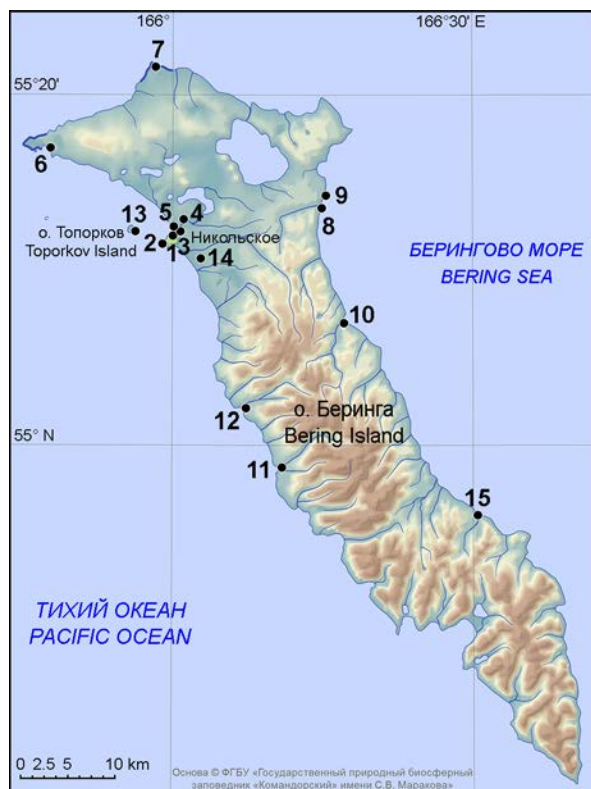 166°
166°30' E
7
55°20'
6
9
4
5
8
13
о. Топорков
Toporkov Island
2
1
3
Никольское
14
БЕРИНГОВО МОРЕ
BERING SEA
10
о. Беринга
Bering Island
12
55° N
11
15
ТИХИЙ ОКЕАН
PACIFIC OCEAN
0 2.5 5 10 km
Основа © ФГБУ «Государственный природный биосферный
заповедник «Командорский» имени С.В. Маракова»